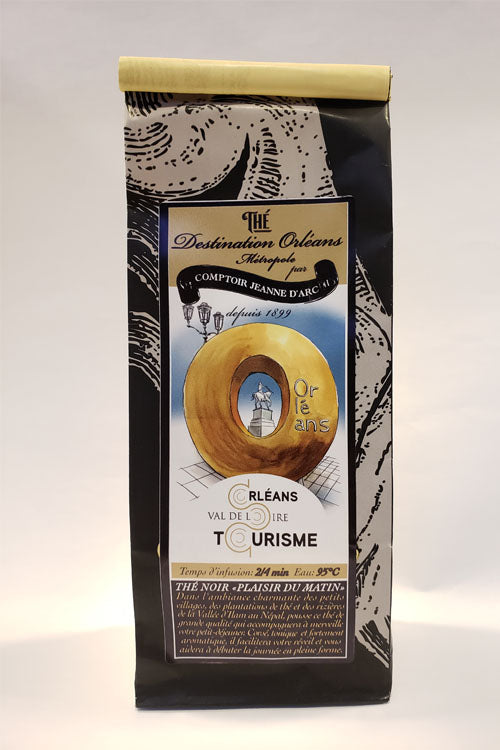 THÉ
Destination Orléans
Métropole
par
COMPTOIR JEANNE D'ARC
depuis 1899
Or
lé
ans
ORLÉANS
VAL DE LOIRE
TOURISME
Temps d'infusion: 2/4 min Eau: 95°C
THÉ NOIR «PLAISIR DU MATIN»
Dans l'ambiance charmante des petits
villages, des plantations de thé et des rizières
de la Vallée d'Ilam au Népal, pousse ce thé de
grande qualité qui accompagnera à merveille
votre petit-déjeuner. Corsé, tonique et fortement
aromatique, il facilitera votre réveil et vous
aidera à débuter la journée en pleine forme.